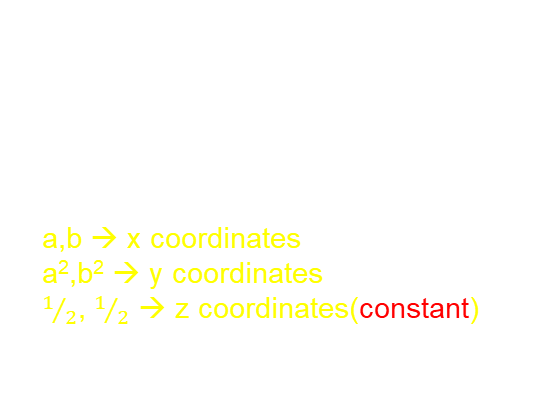 a,b → x coordinates
a²,b² → y coordinates
¹/₂, ¹/₂ → z coordinates(constant)